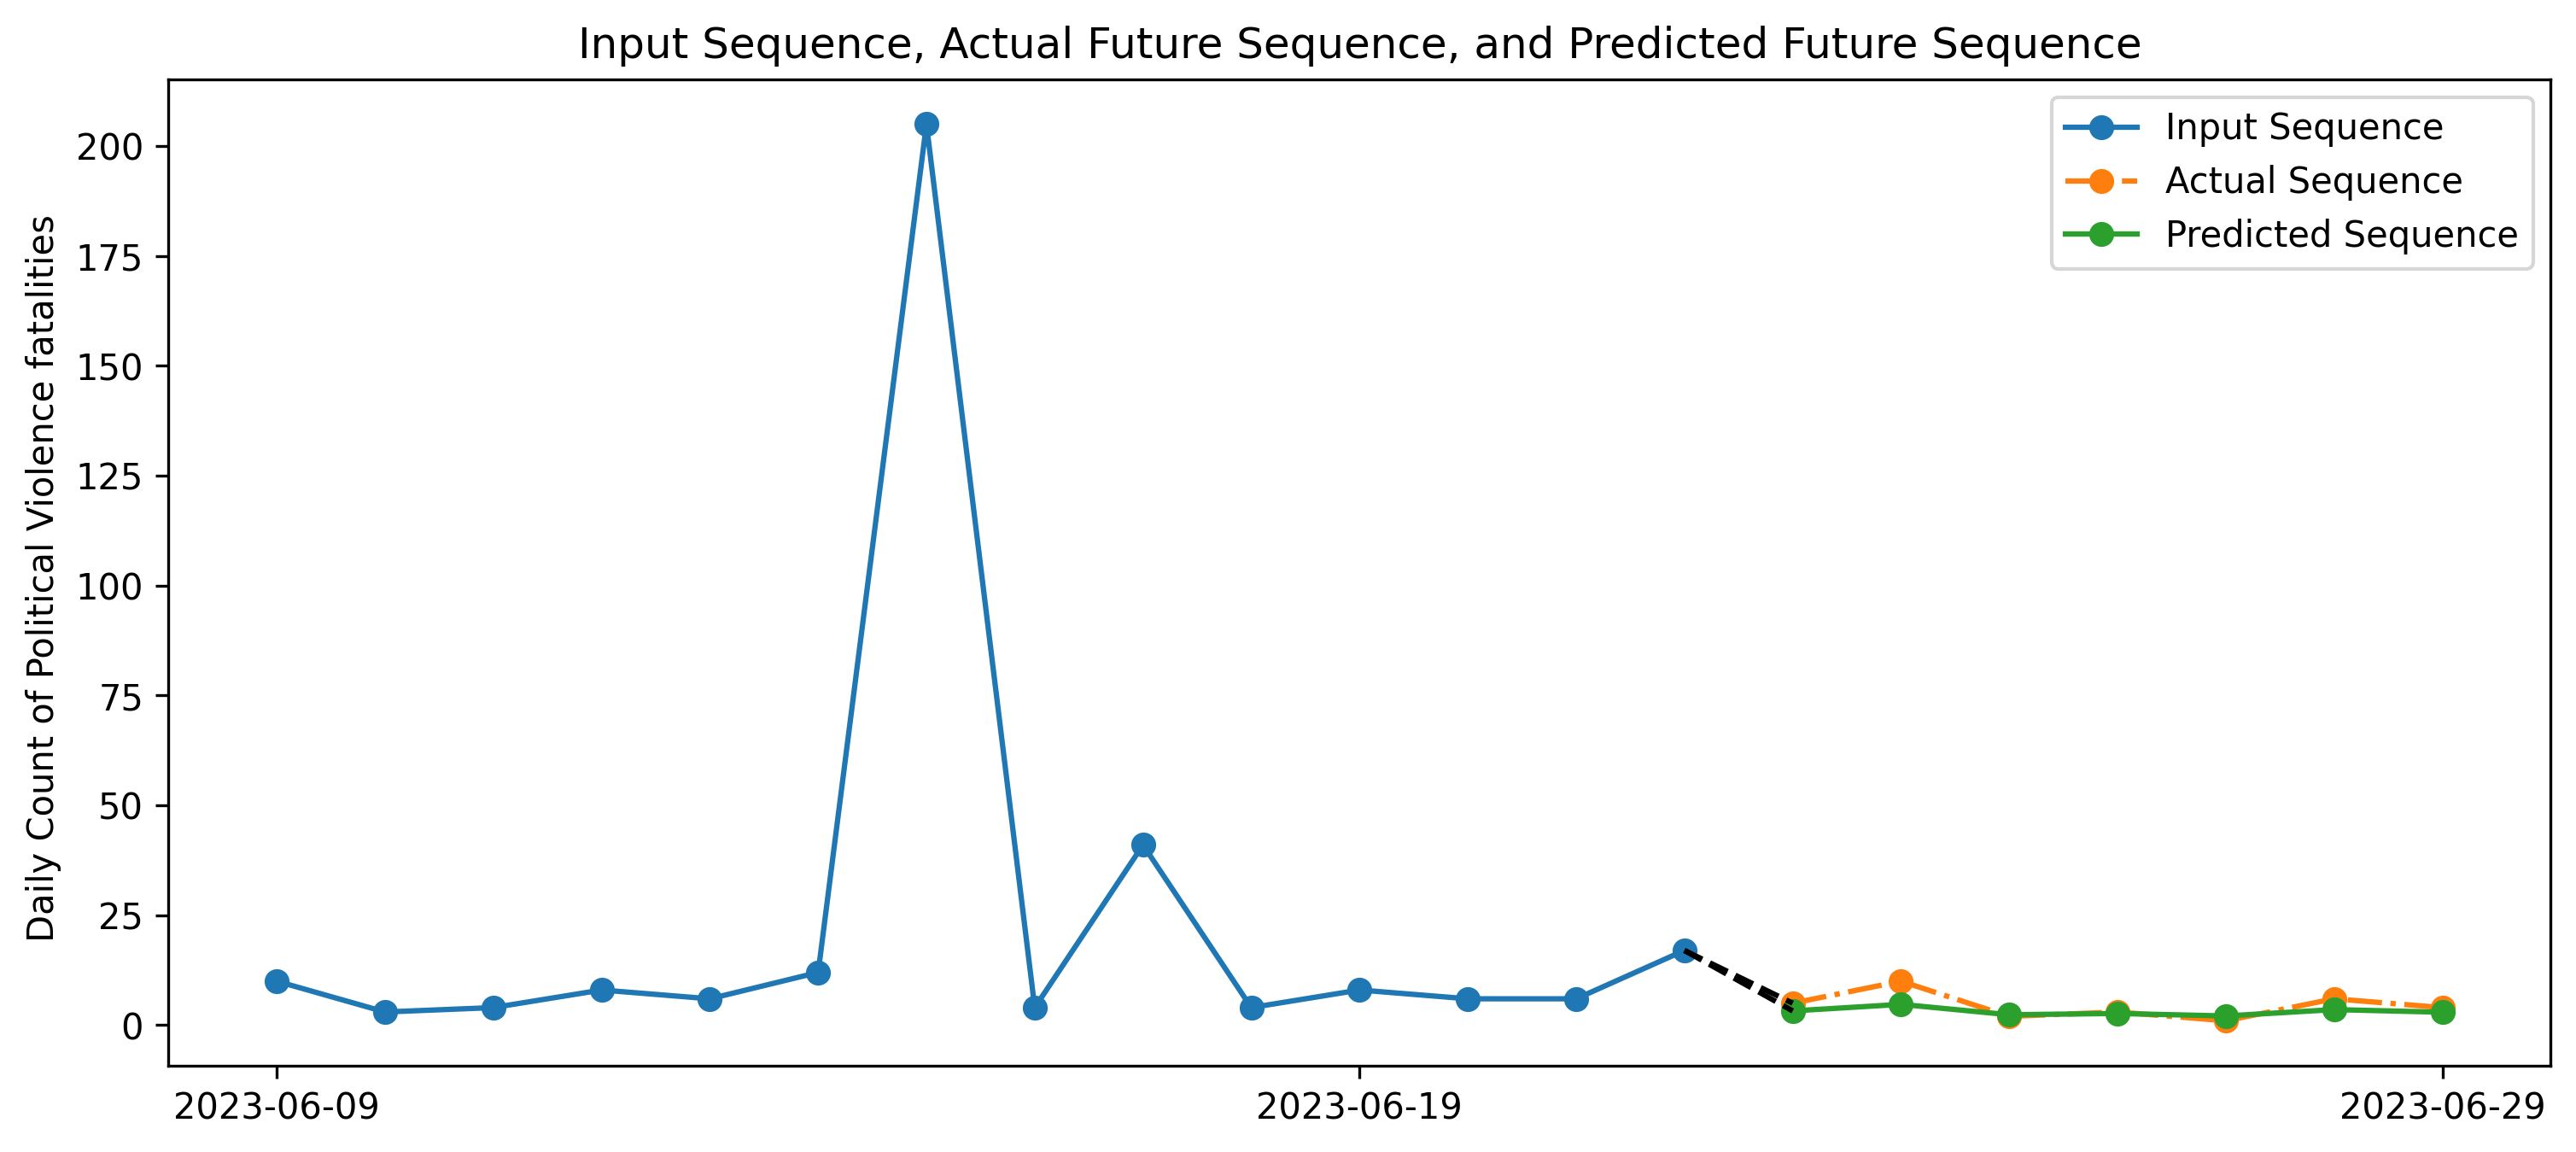 Input Sequence, Actual Future Sequence, and Predicted Future Sequence
Daily Count of Political Violence fatalities
200
175
150
125
100
75
50
25
0
2023-06-09
2023-06-19
2023-06-29
Input Sequence
Actual Sequence
Predicted Sequence